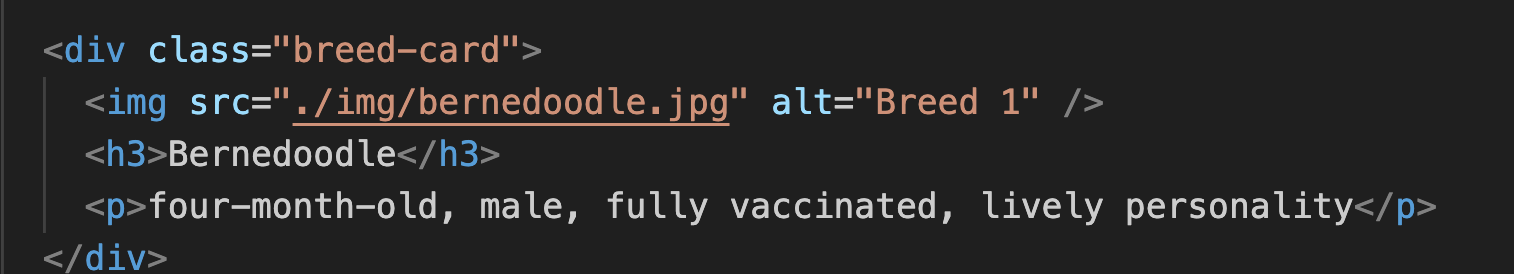 <div class="breed-card">
<img src="./img/bernedoodle.jpg" alt="Breed 1" />
<h3>Bernedoodle</h3>
<p>four-month-old, male, fully vaccinated, lively personality</p>
</div>